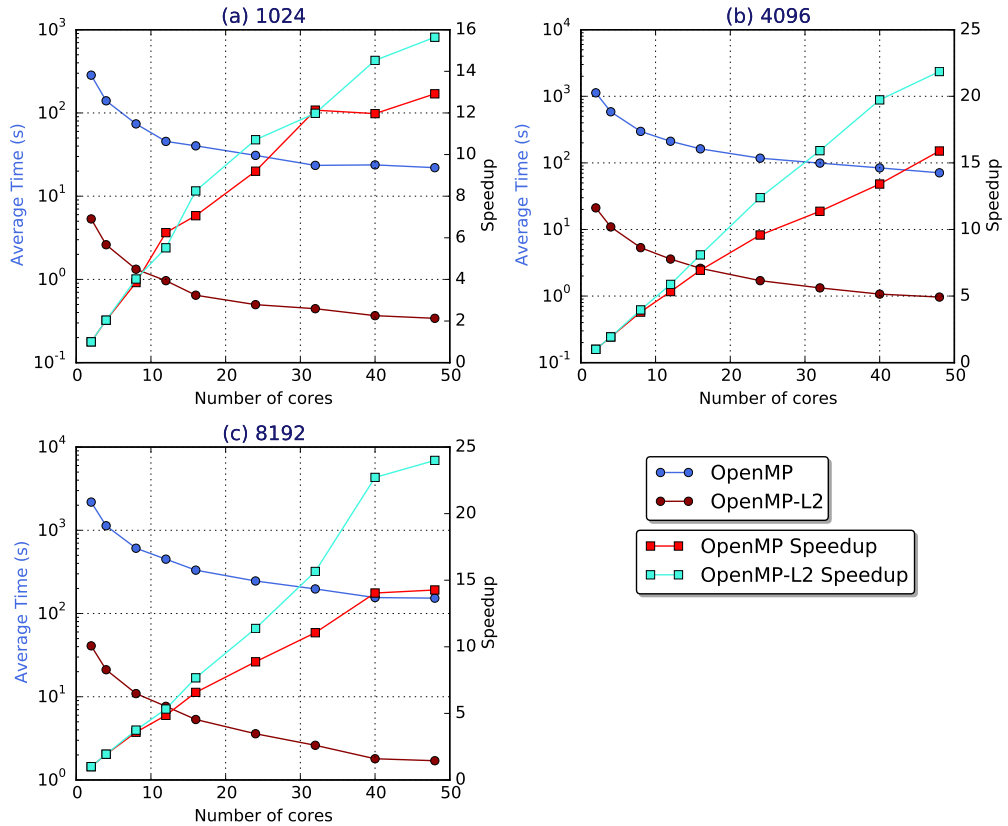 (a) 1024
10³
10²
10¹
10⁰
10⁻¹
Average Time (s)
16
14
12
10
8
6
4
2
0
Speedup
0 10 20 30 40 50
Number of cores
(b) 4096
10⁴
10³
10²
10¹
10⁰
10⁻¹
Average Time (s)
25
20
15
10
5
0
Speedup
0 10 20 30 40 50
Number of cores
(c) 8192
10⁴
10³
10²
10¹
10⁰
Average Time (s)
25
20
15
10
5
0
Speedup
0 10 20 30 40 50
Number of cores
OpenMP
OpenMP-L2
OpenMP Speedup
OpenMP-L2 Speedup